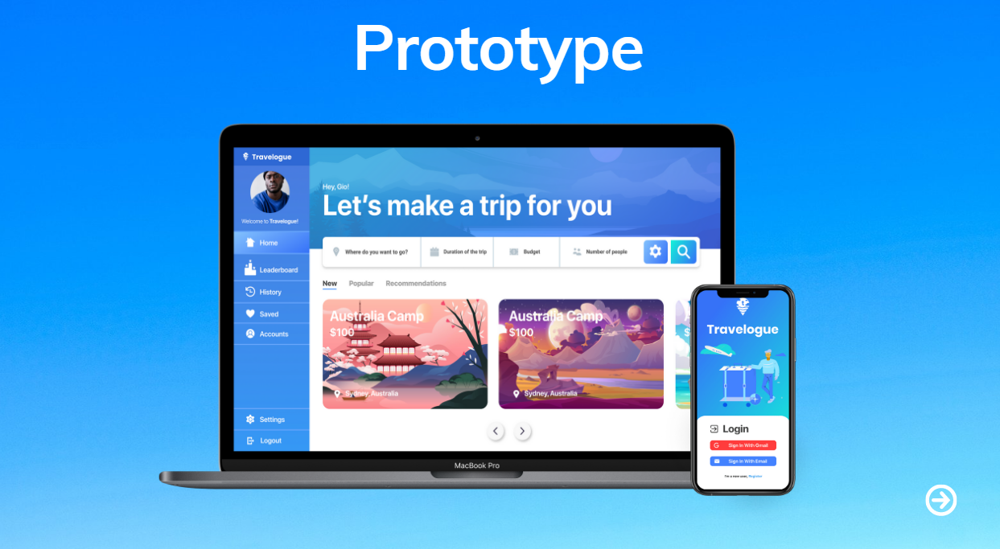 Prototype
Travelogue
Welcome to Travelogue!
Home
Leaderboard
History
Saved
Accounts
Settings
Logout
Hey, Gio!
Let's make a trip for you
Where do you want to go?
Duration of the trip
Budget
Number of people
New
Popular
Recommendations
Australia Camp
$100
Sydney, Australia
Australia Camp
$100
Sydney, Australia
MacBook Pro
Travelogue
Login
Sign in With Gmail
Sign in With Email
I'm a new user, Register